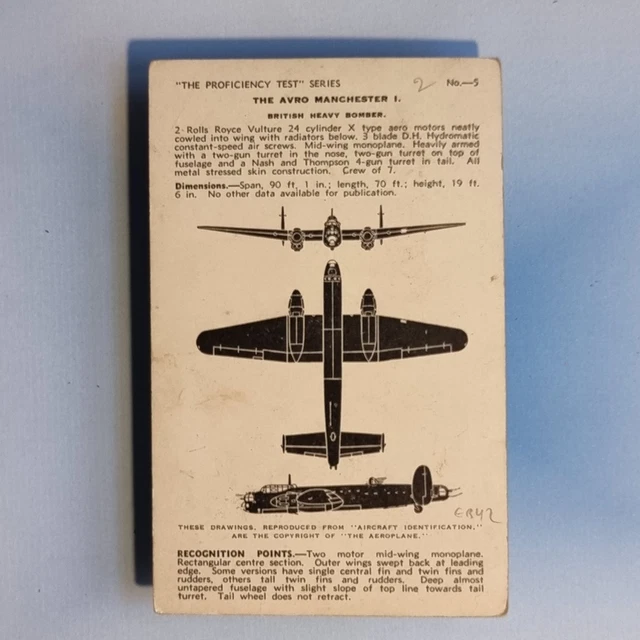 "THE PROFICIENCY TEST" SERIES 2 No.—5
THE AVRO MANCHESTER I.
BRITISH HEAVY BOMBER.
2 Rolls Royce Vulture 24 cylinder X type aero motors neatly
cowled into wing with radiators below. 3 blade D.H. Hydromatic
constant-speed air screws. Mid-wing monoplane. Heavily armed
with a two-gun turret in the nose, two-gun turret on top of
fuselage and a Nash and Thompson 4-gun turret in tail. All
metal stressed skin construction. Crew of 7.
Dimensions.—Span, 90 ft. 1 in.; length, 70 ft.; height, 19 ft.
6 in. No other data available for publication.
THESE DRAWINGS, REPRODUCED FROM "AIRCRAFT IDENTIFICATION,"
ARE THE COPYRIGHT OF "THE AEROPLANE."
RECOGNITION POINTS.—Two motor mid-wing monoplane.
Rectangular centre section. Outer wings swept back at leading
edge. Some versions have single central fin and twin fins and
rudders, others tall twin fins and rudders. Deep almost
untapered fuselage with slight slope of top line towards tail
turret. Tail wheel does not retract.